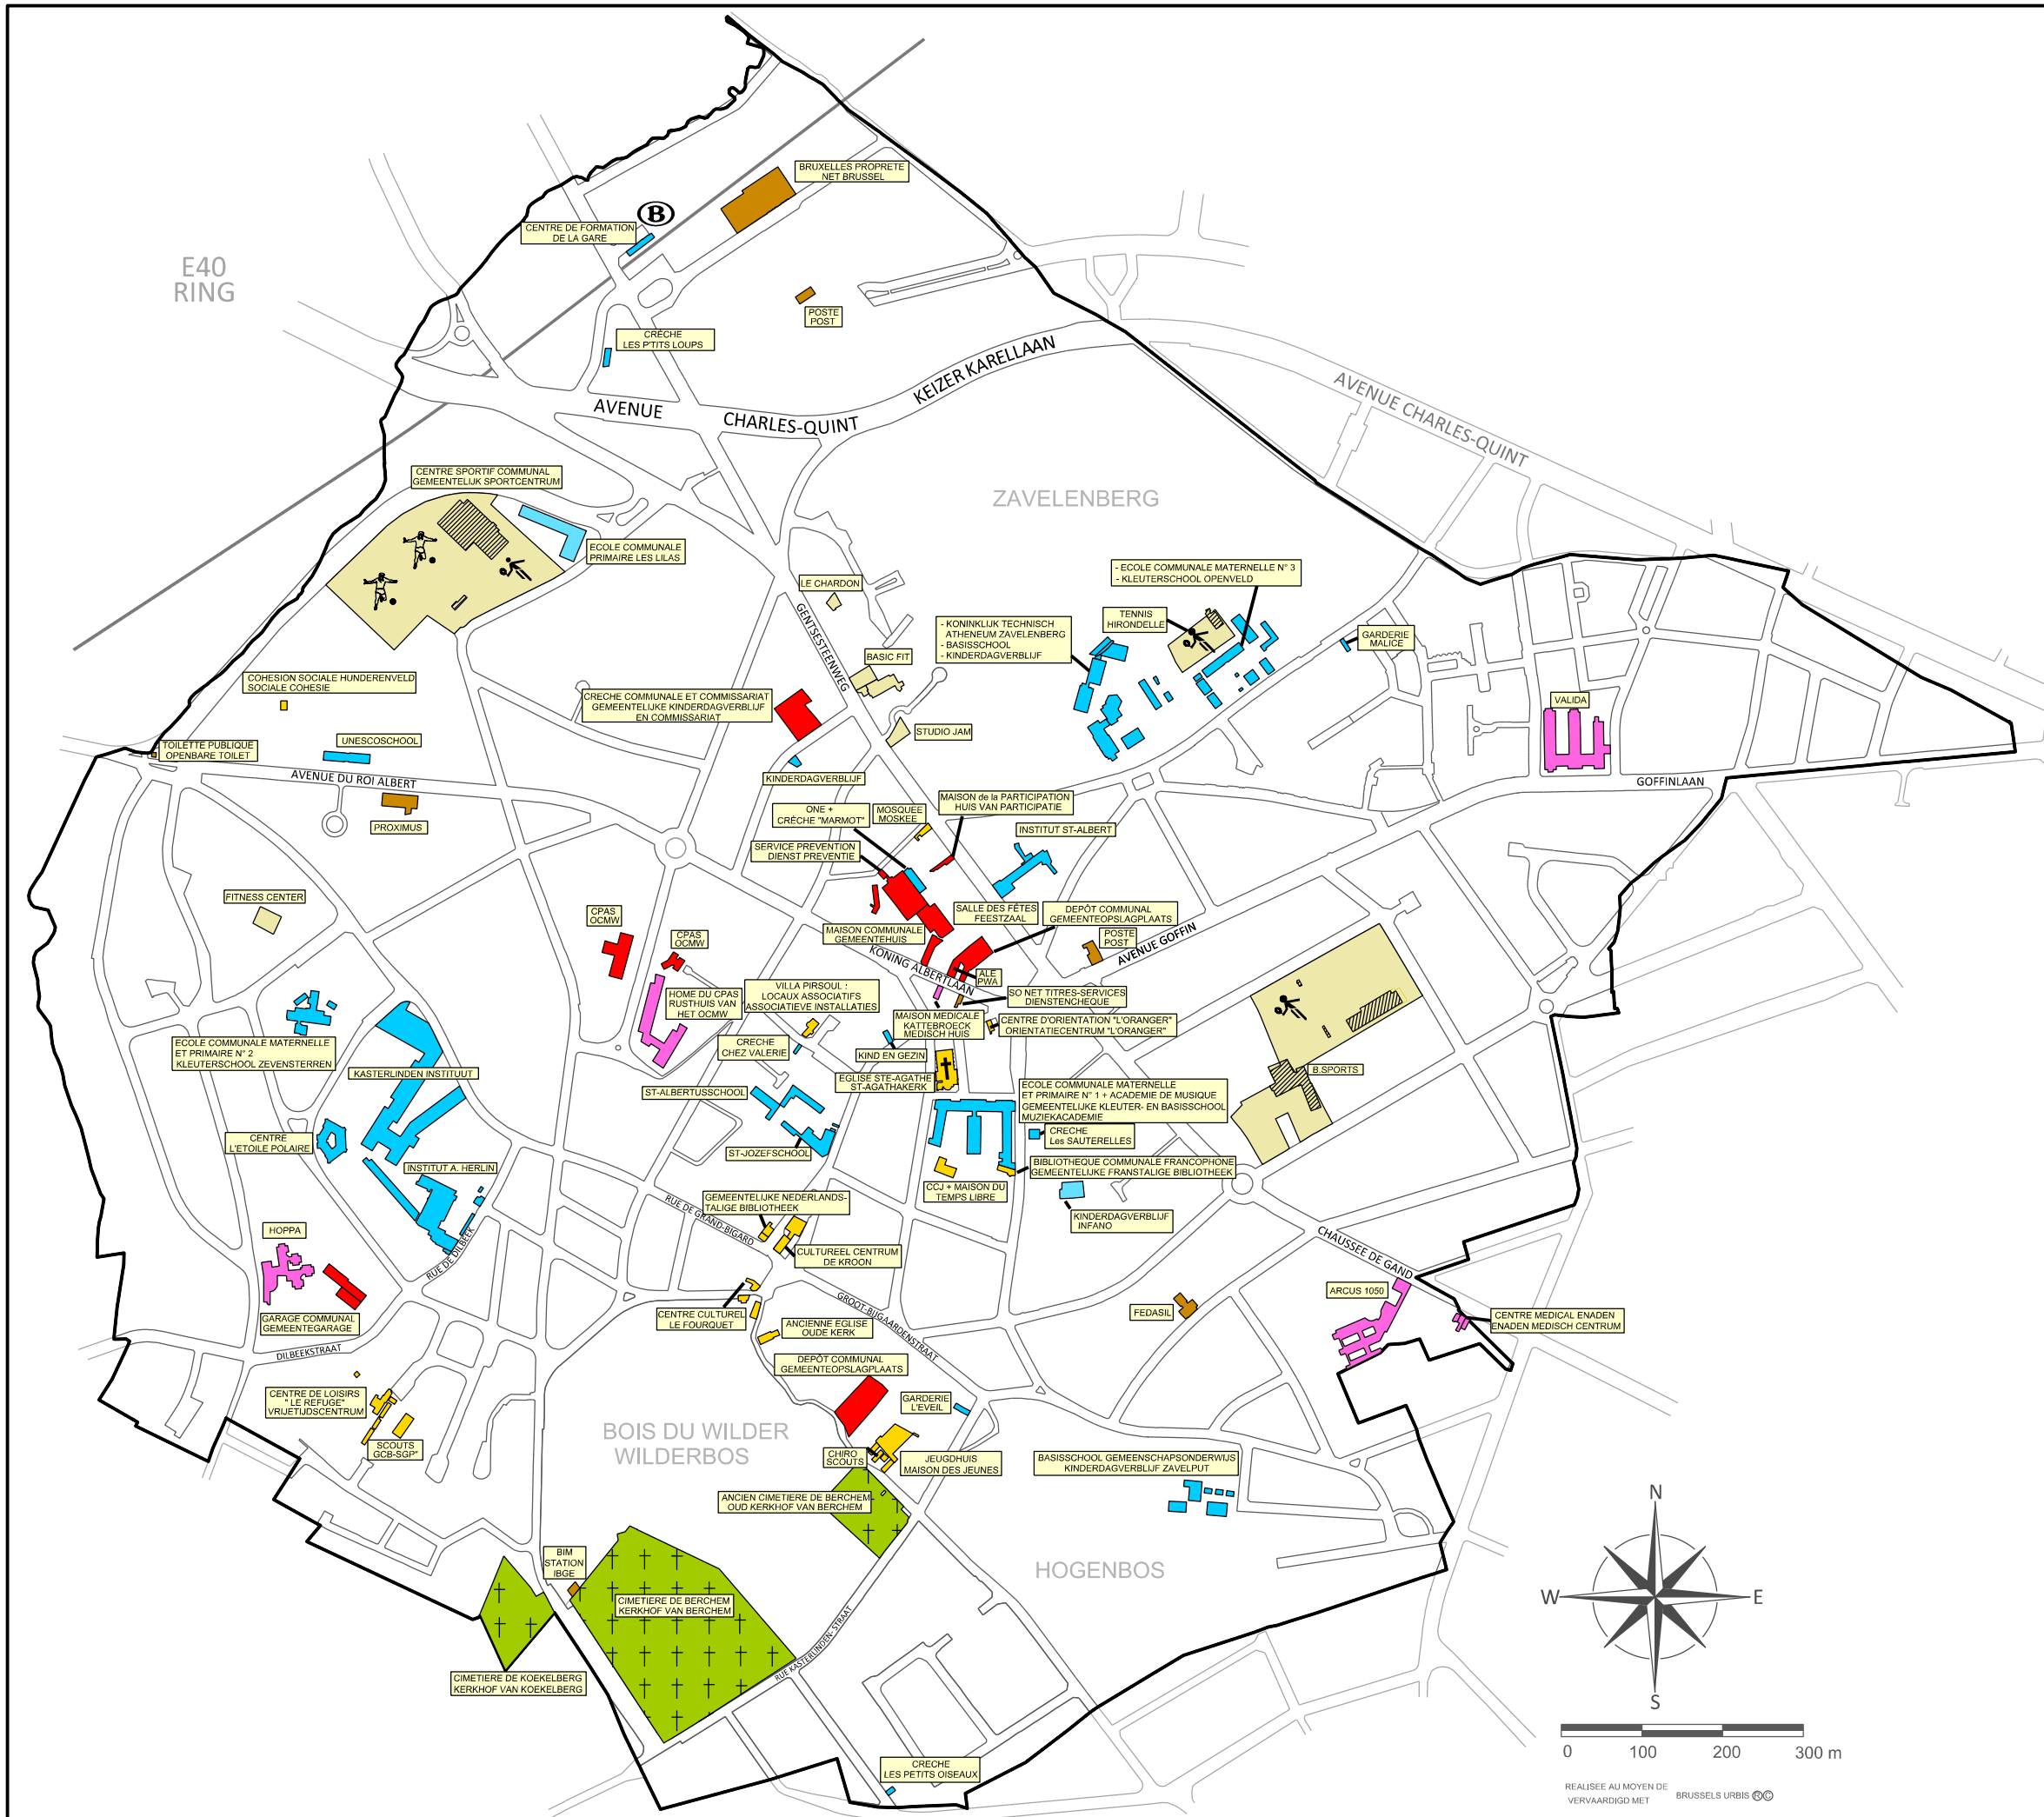 BRUXELLES PROPRETE
NET BRUSSEL
B
CENTRE DE FORMATION
DE LA GARE
E40
RING
POSTE
POST
CRÈCHE
LES P'TITS LOUPS
AVENUE CHARLES-QUINT
KEIZER KARELLAAN
AVENUE CHARLES-QUINT
CENTRE SPORTIF COMMUNAL
GEMEENTELIJK SPORTCENTRUM
ZAVELENBERG
ECOLE COMMUNALE
PRIMAIRE LES LILAS
LE CHARDON
- ECOLE COMMUNALE MATERNELLE N° 3
- KLEUTERSCHOOL OPENVELD
GENTSESTEENWEG
- KONINKLIJK TECHNISCH
ATHENEUM ZAVELENBERG
- BASISSCHOOL
- KINDERDAGVERBLIJF
TENNIS
HIRONDELLE
GARDERIE
MALICE
BASIC FIT
COHESION SOCIALE HUNDERENVELD
SOCIALE COHESIE
CRECHE COMMUNALE ET COMMISSARIAT
GEMEENTELIJKE KINDERDAGVERBLIJF
EN COMMISSARIAT
VALIDA
STUDIO JAM
TOILETTE PUBLIQUE
OPENBARE TOILET
UNESCOSCHOOL
AVENUE DU ROI ALBERT
KINDERDAGVERBLIJF
GOFFINLAAN
PROXIMUS
ONE +
CRÈCHE "MARMOT"
MOSQUEE
MOSKEE
MAISON de la PARTICIPATION
HUIS VAN PARTICIPATIE
INSTITUT ST-ALBERT
SERVICE PREVENTION
DIENST PREVENTIE
FITNESS CENTER
CPAS
OCMW
CPAS
OCMW
MAISON COMMUNALE
GEMEENTEHUIS
SALLE DES FÊTES
FEESTZAAL
DEPÔT COMMUNAL
GEMEENTEOPSLAGPLAATS
POSTE
POST
AVENUE GOFFIN
KONING ALBERTLAAN
ALE
PWA
HOME DU CPAS
RUSTHUIS VAN
HET OCMW
VILLA PIRSOUL :
LOCAUX ASSOCIATIFS
ASSOCIATIEVE INSTALLATIES
SO NET TITRES-SERVICES
DIENSTENCHEQUE
MAISON MEDICALE
KATTEBROECK
MEDISCH HUIS
CENTRE D'ORIENTATION "L'ORANGER"
ORIENTATIECENTRUM "L'ORANGER"
ECOLE COMMUNALE MATERNELLE
ET PRIMAIRE N° 2
KLEUTERSCHOOL ZEVENSTERREN
CRECHE
CHEZ VALERIE
KIND EN GEZIN
KASTERLINDEN INSTITUUT
EGLISE STE-AGATHE
ST-AGATHAKERK
B.SPORTS
ST-ALBERTUSSCHOOL
ECOLE COMMUNALE MATERNELLE
ET PRIMAIRE N° 1 + ACADEMIE DE MUSIQUE
GEMEENTELIJKE KLEUTER- EN BASISSCHOOL
MUZIEKACADEMIE
CENTRE
L'ETOILE POLAIRE
CRECHE
Les SAUTERELLES
ST-JOZEFSCHOOL
INSTITUT A. HERLIN
BIBLIOTHEQUE COMMUNALE FRANCOPHONE
GEMEENTELIJKE FRANSTALIGE BIBLIOTHEEK
CCJ + MAISON DU
TEMPS LIBRE
RUE DE GRAND-BIGARD
GEMEENTELIJKE NEDERLANDS-
TALIGE BIBLIOTHEEK
KINDERDAGVERBLIJF
INFANO
HOPPA
RUE DE DILBEEK
CULTUREEL CENTRUM
DE KROON
CHAUSSEE DE GAND
ARCUS 1050
GROOT-BIJGAARDENSTRAAT
GARAGE COMMUNAL
GEMEENTEGARAGE
CENTRE CULTUREL
LE FOURQUET
FEDASIL
CENTRE MEDICAL ENADEN
ENADEN MEDISCH CENTRUM
ANCIENNE EGLISE
OUDE KERK
DILBEEKSTRAAT
DEPÔT COMMUNAL
GEMEENTEOPSLAGPLAATS
CENTRE DE LOISIRS
" LE REFUGE"
VRIJETIJDSCENTRUM
GARDERIE
L'EVEIL
BOIS DU WILDER
WILDERBOS
SCOUTS
GCB-SGP"
CHIRO
SCOUTS
JEUGDHUIS
MAISON DES JEUNES
BASISSCHOOL GEMEENSCHAPSONDERWIJS
KINDERDAGVERBLIJF ZAVELPUT
ANCIEN CIMETIERE DE BERCHEM
OUD KERKHOF VAN BERCHEM
BIM
STATION
IBGE
HOGENBOS
CIMETIERE DE BERCHEM
KERKHOF VAN BERCHEM
RUE KASTERLINDEN- STRAAT
CIMETIERE DE KOEKELBERG
KERKHOF VAN KOEKELBERG
CRECHE
LES PETITS OISEAUX
N
W E
S
0 100 200 300 m
REALISEE AU MOYEN DE
VERVAARDIGD MET
BRUSSELS URBIS ®©